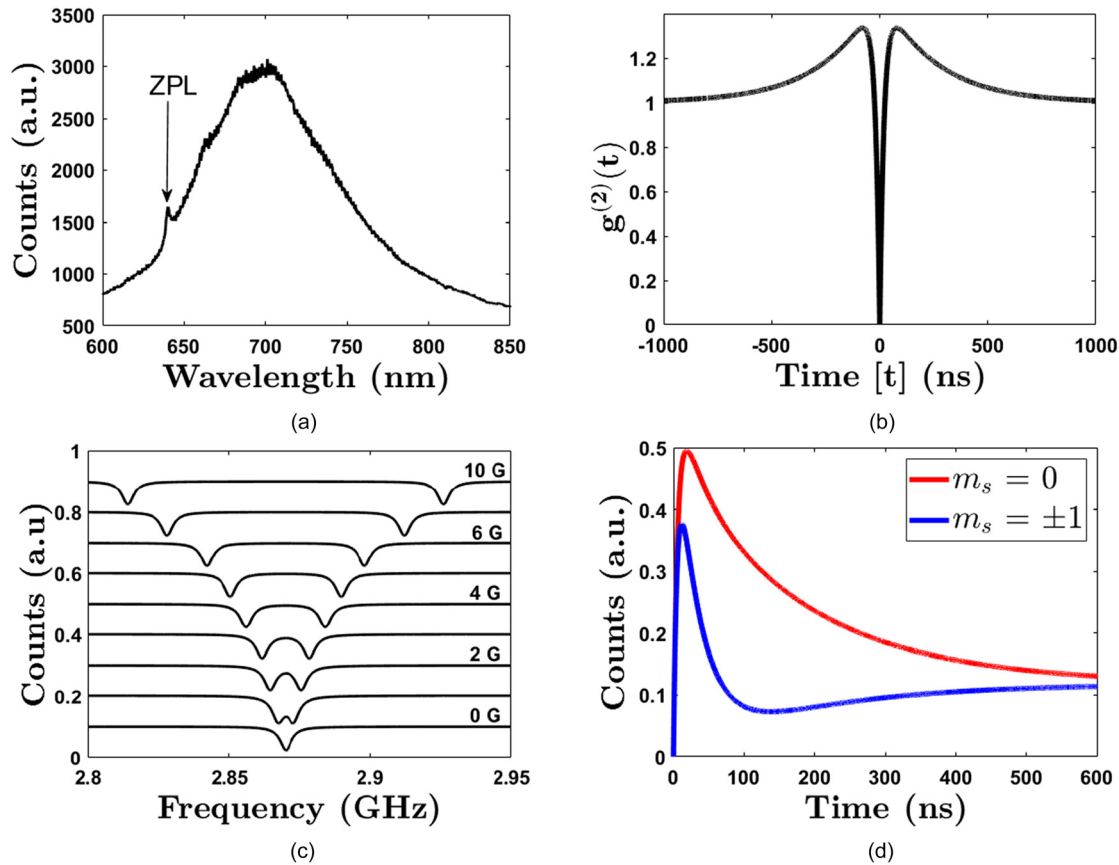 3500
3000
2500
2000
1500
1000
500
ZPL
Counts (a.u.)
600 650 700 750 800 850
Wavelength (nm)
(a)
1.2
1
0.8
0.6
0.4
0.2
0
g(2)(t)
-1000 -500 0 500 1000
Time [t] (ns)
(b)
1
0.8
0.6
0.4
0.2
0
10 G
6 G
4 G
2 G
0 G
Counts (a.u)
2.8 2.85 2.9 2.95
Frequency (GHz)
(c)
0.5
0.4
0.3
0.2
0.1
0
Counts (a.u.)
ms = 0
ms = ±1
0 100 200 300 400 500 600
Time (ns)
(d)